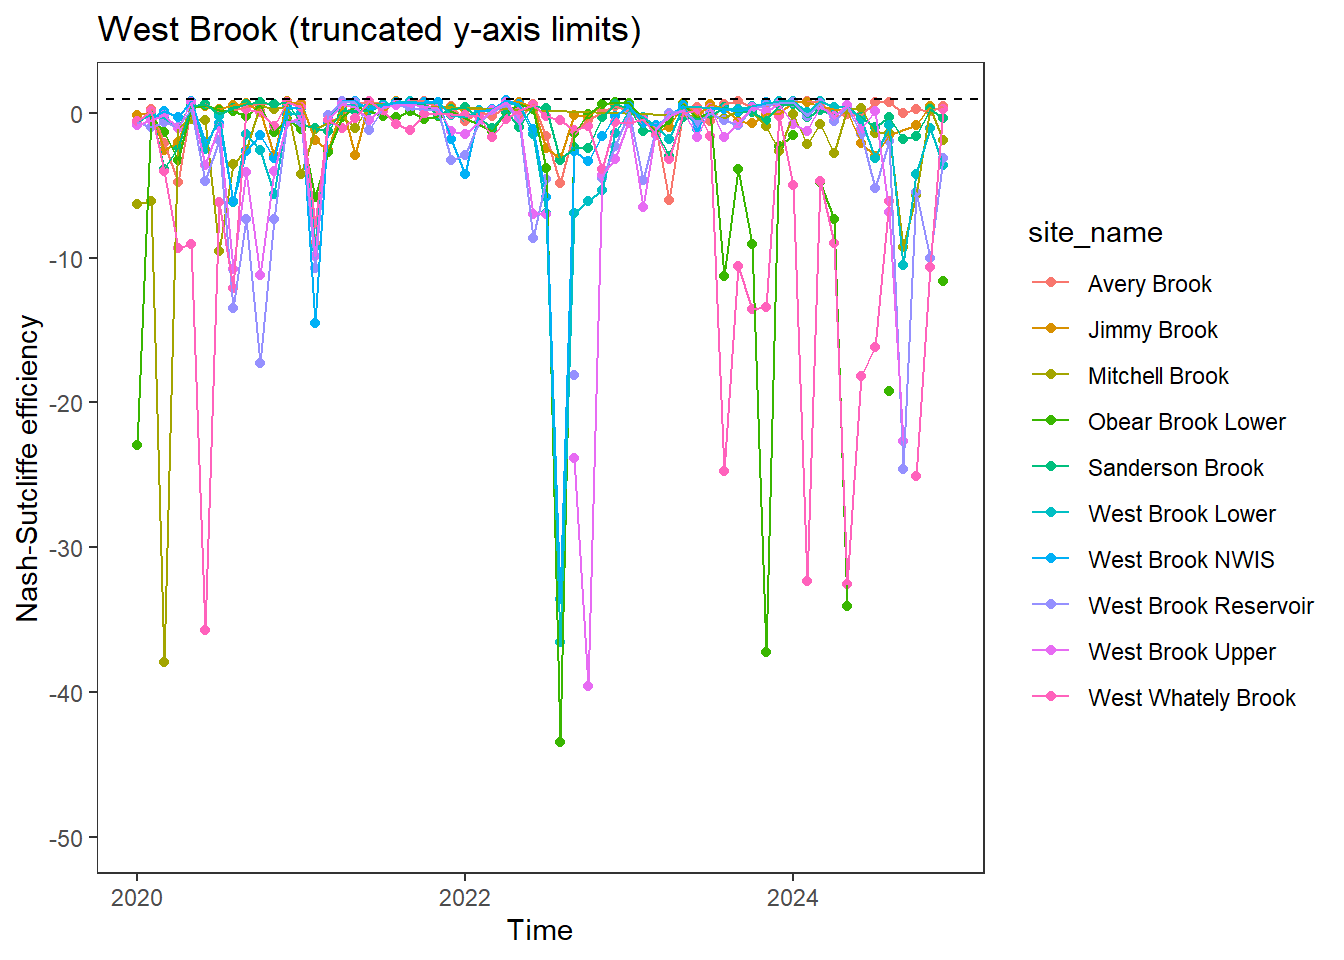 West Brook (truncated y-axis limits)
0
-10
-20
-30
-40
-50
Nash-Sutcliffe efficiency
2020
2022
2024
Time
site_name
Avery Brook
Jimmy Brook
Mitchell Brook
Obear Brook Lower
Sanderson Brook
West Brook Lower
West Brook NWIS
West Brook Reservoir
West Brook Upper
West Whately Brook